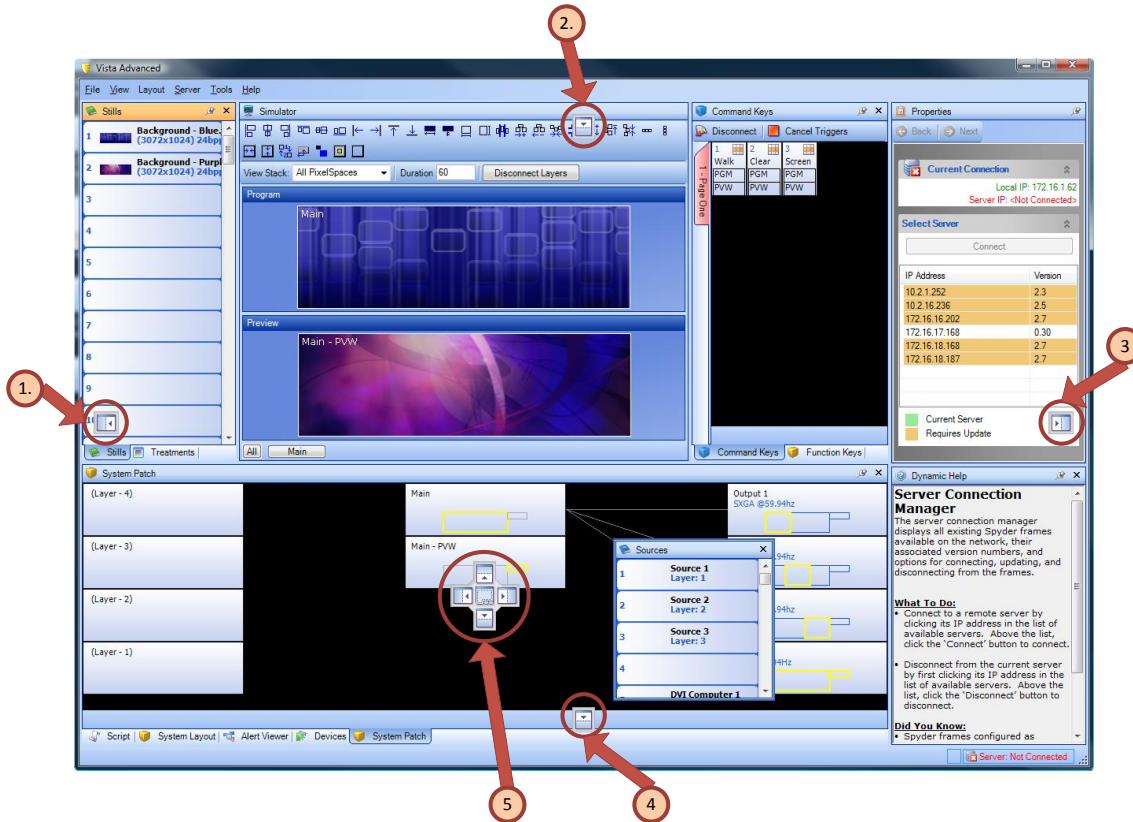 2.
Vista Advanced
File View Layout Server Tools Help
Stills
1 Background - Blue.
(3072x1024) 24bpp
2 Background - Purpl
(3072x1024) 24bpp
3
4
5
6
7
8
9
10
Stills Treatments
Simulator
View Stack: All PixelSpaces Duration 60 Disconnect Layers
Program
Main
Preview
Main - PVW
All Main
Command Keys
Disconnect Cancel Triggers
1 - Page One
1 2 3
Walk Clear Screen
PGM PGM PGM
PVW PVW PVW
Command Keys Function Keys
Properties
Back Next
Current Connection
Local IP: 172.16.1.62
Server IP: <Not Connected>
Select Server
Connect
IP Address Version
10.2.1.252 2.3
10.2.16.236 2.5
172.16.16.202 2.7
172.16.17.168 0.30
172.16.18.168 2.7
172.16.18.187 2.7
Current Server
Requires Update
1.
3
System Patch
(Layer - 4)
(Layer - 3)
(Layer - 2)
(Layer - 1)
Main
Main - PVW
Output 1
SXGA @59.94hz
.94hz
.94hz
94Hz
Sources
1 Source 1
Layer: 1
2 Source 2
Layer: 2
3 Source 3
Layer: 3
4
DVI Computer 1
Dynamic Help
Server Connection
Manager
The server connection manager
displays all existing Spyder frames
available on the network, their
associated version numbers, and
options for connecting, updating, and
disconnecting from the frames.
What To Do:
• Connect to a remote server by
clicking its IP address in the list of
available servers. Above the list,
click the 'Connect' button to connect.
• Disconnect from the current server
by first clicking its IP address in the
list of available servers. Above the
list, click the 'Disconnect' button to
disconnect.
Did You Know:
• Spyder frames configured as
Script System Layout Alert Viewer Devices System Patch
Server: Not Connected
5
4